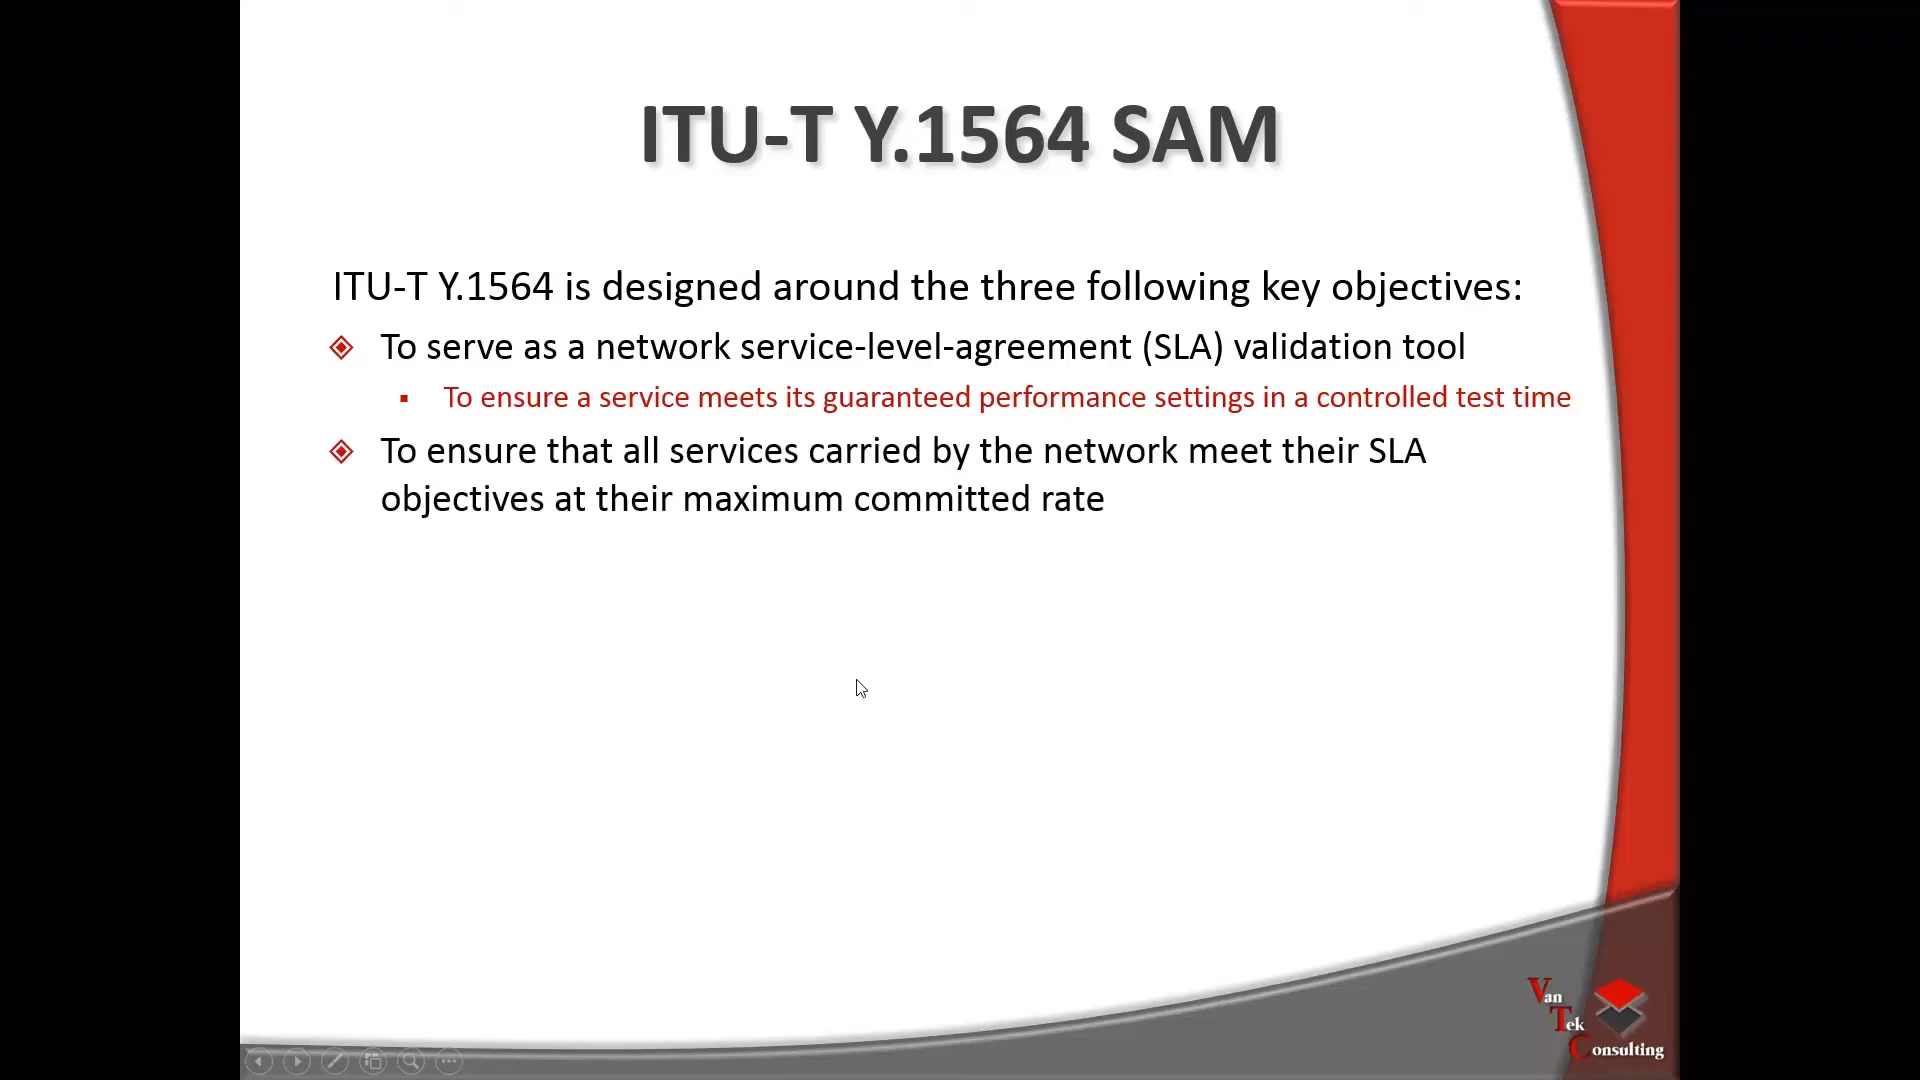 ITU-T Y.1564 SAM
ITU-T Y.1564 is designed around the three following key objectives:
To serve as a network service-level-agreement (SLA) validation tool
To ensure a service meets its guaranteed performance settings in a controlled test time
To ensure that all services carried by the network meet their SLA
objectives at their maximum committed rate
Van
Tek
Consulting